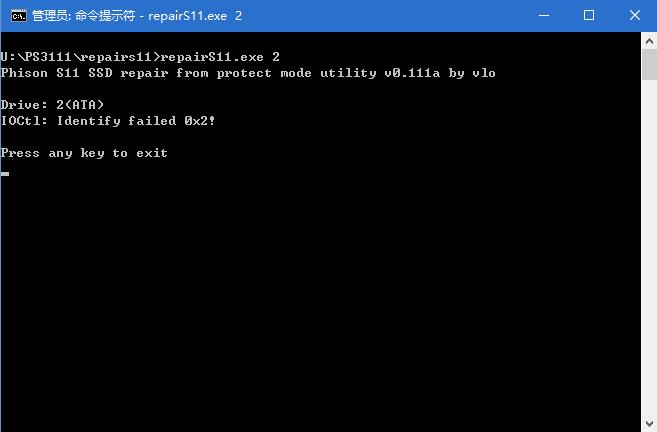 管理员: 命令提示符 - repairS11.exe  2
U:\PS3111\repairs11>repairS11.exe 2
Phison S11 SSD repair from protect mode utility v0.111a by vlo
Drive: 2(ATA)
IOCtl: Identify failed 0x2!
Press any key to exit